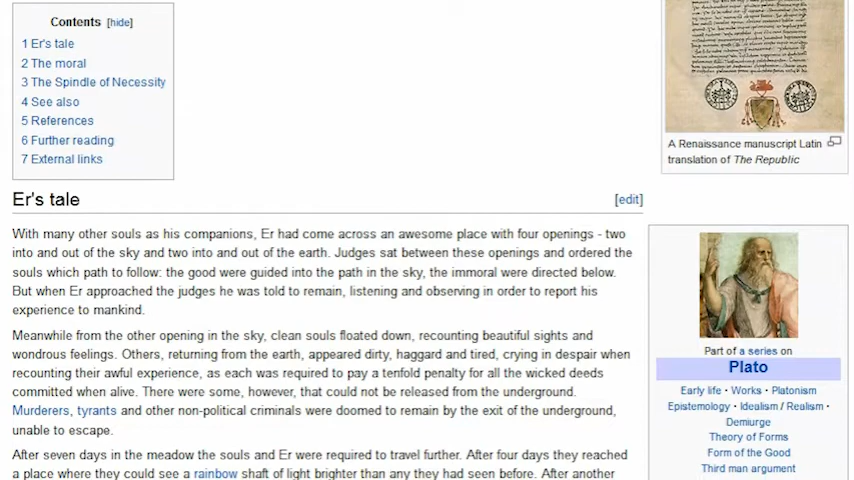 Contents [hide]
1 Er's tale
2 The moral
3 The Spindle of Necessity
4 See also
5 References
6 Further reading
7 External links
A Renaissance manuscript Latin
translation of The Republic
Er's tale [edit]
With many other souls as his companions, Er had come across an awesome place with four openings - two
into and out of the sky and two into and out of the earth. Judges sat between these openings and ordered the
souls which path to follow: the good were guided into the path in the sky, the immoral were directed below.
But when Er approached the judges he was told to remain, listening and observing in order to report his
experience to mankind.
Meanwhile from the other opening in the sky, clean souls floated down, recounting beautiful sights and
wondrous feelings. Others, returning from the earth, appeared dirty, haggard and tired, crying in despair when
recounting their awful experience, as each was required to pay a tenfold penalty for all the wicked deeds
committed when alive. There were some, however, that could not be released from the underground.
Murderers, tyrants and other non-political criminals were doomed to remain by the exit of the underground,
unable to escape.
After seven days in the meadow the souls and Er were required to travel further. After four days they reached
a place where they could see a rainbow shaft of light brighter than any they had seen before. After another
Part of a series on
Plato
Early life · Works · Platonism
Epistemology · Idealism / Realism ·
Demiurge
Theory of Forms
Form of the Good
Third man argument